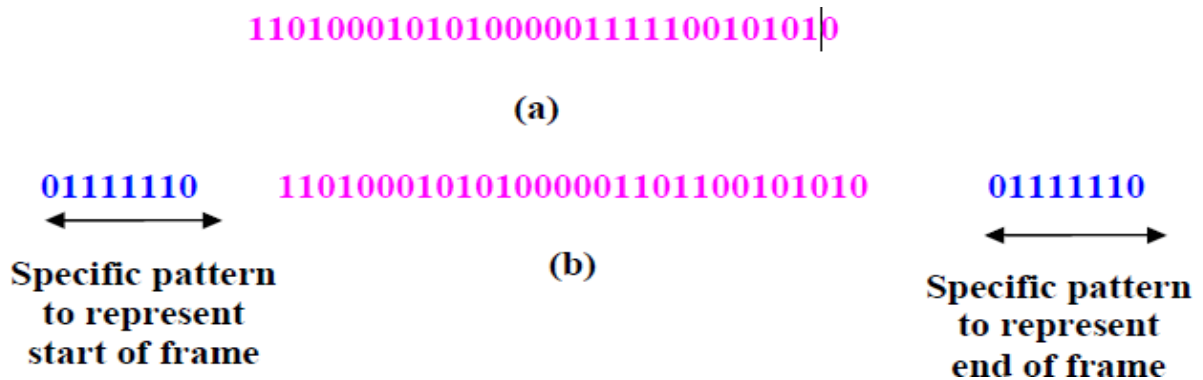 110100010101000001111100101010
(a)
01111110 110100010101000001101100101010 01111110
(b)
Specific pattern
to represent
start of frame
Specific pattern
to represent
end of frame